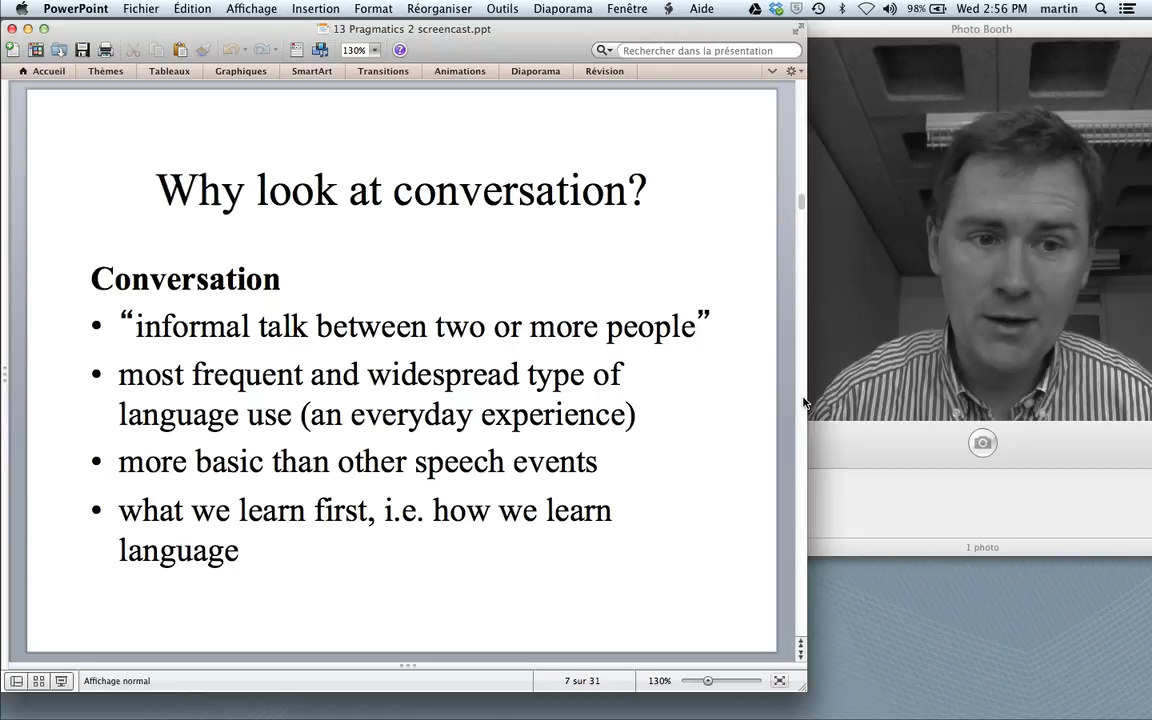 PowerPoint Fichier Édition Affichage Insertion Format Réorganiser Outils Diaporama Fenêtre Aide 98% Wed 2:56 PM martin
13 Pragmatics 2 screencast.ppt
Photo Booth
130% Rechercher dans la présentation
Accueil Thèmes Tableaux Graphiques SmartArt Transitions Animations Diaporama Révision
Why look at conversation?
Conversation
• “informal talk between two or more people”
• most frequent and widespread type of
language use (an everyday experience)
• more basic than other speech events
• what we learn first, i.e. how we learn
language
1 photo
Affichage normal 7 sur 31 130%